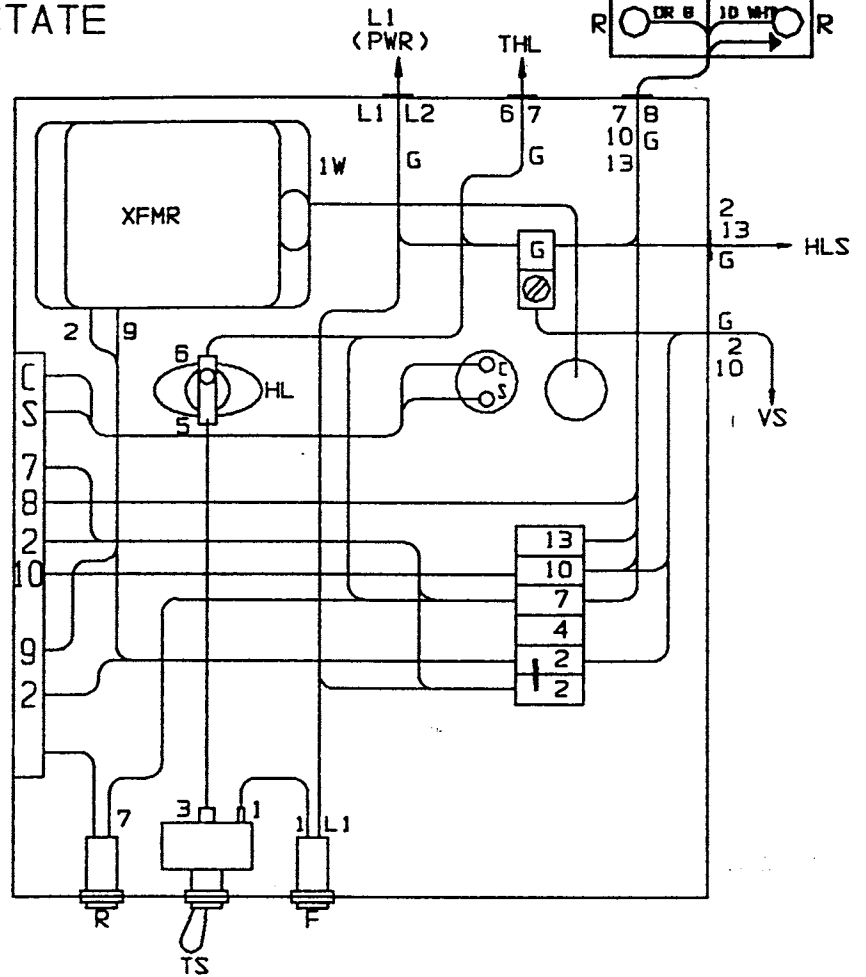 TATE
L1
(PWR)
THL
R
OR 8
10 WHT
R
L1 L2
6 7
7 8
10 G
13
1W
G
G
XFMR
2
13
G
HLS
G
G
2
10
VS
2
9
6
HL
5
C
S
C
S
7
8
2
10
9
2
13
10
7
4
2
2
7
3
1
1
L1
R
F
TS